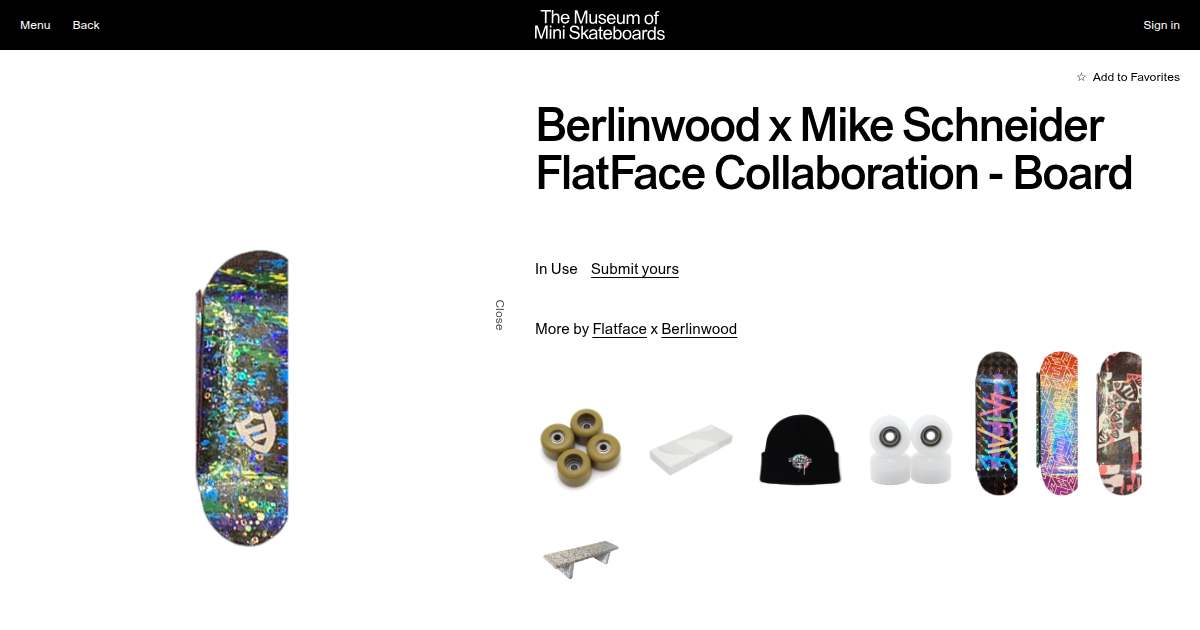 Menu Back
The Museum of
Mini Skateboards
Sign in
☆ Add to Favorites
Berlinwood x Mike Schneider
FlatFace Collaboration - Board
In Use Submit yours
Close
More by Flatface x Berlinwood